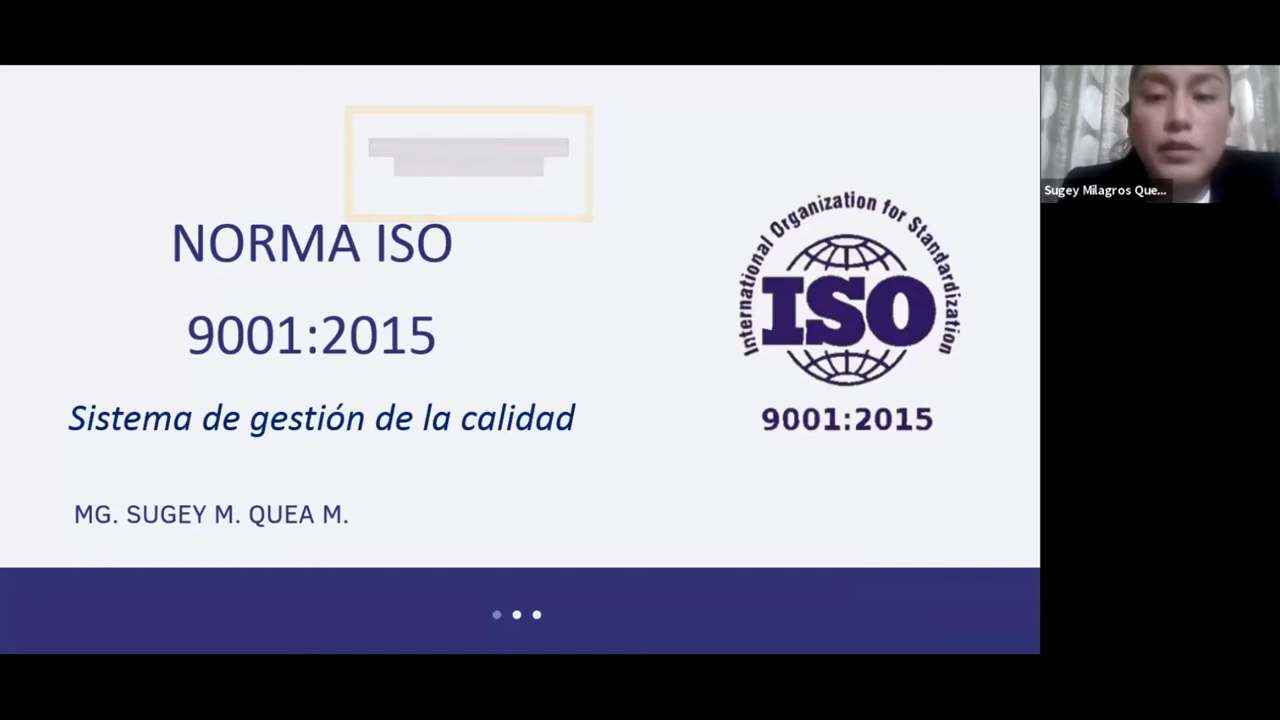 NORMA ISO
9001:2015
Sistema de gestión de la calidad
MG. SUGEY M. QUEA M.
International Organization for Standardization
ISO
9001:2015
Sugey Milagros Que...